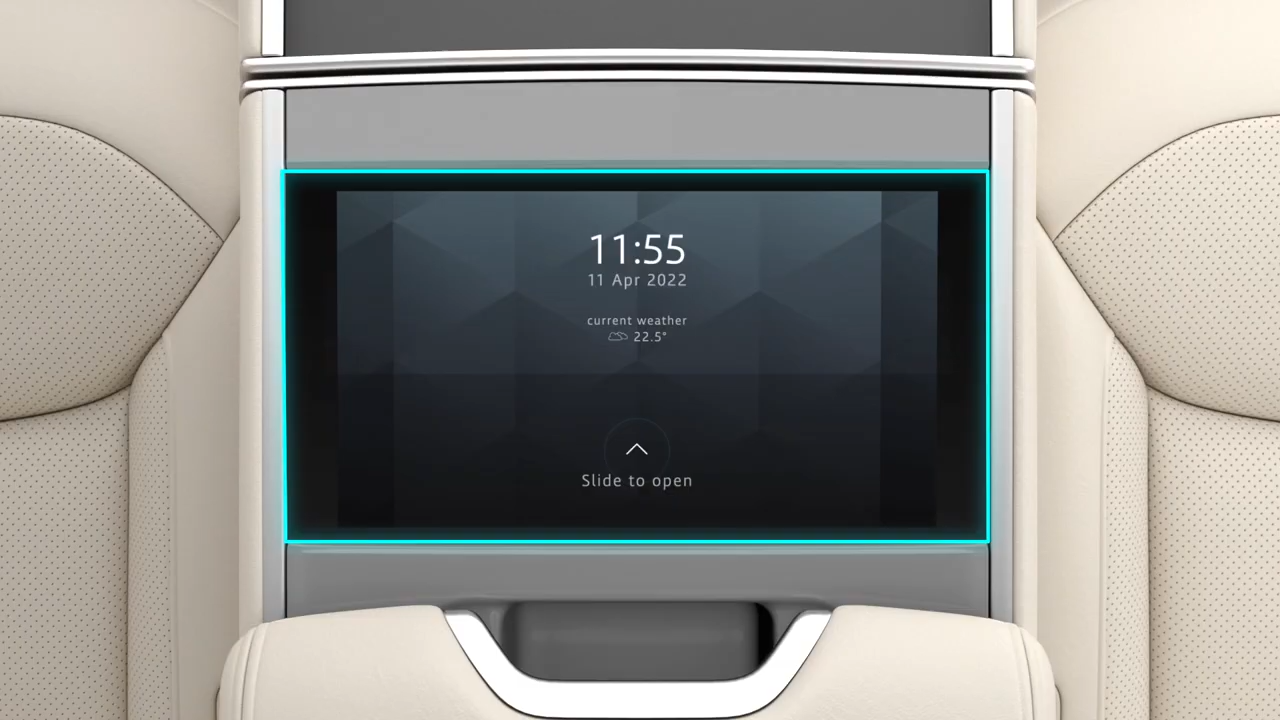 11:55
11 Apr 2022
current weather
22.5°
Slide to open